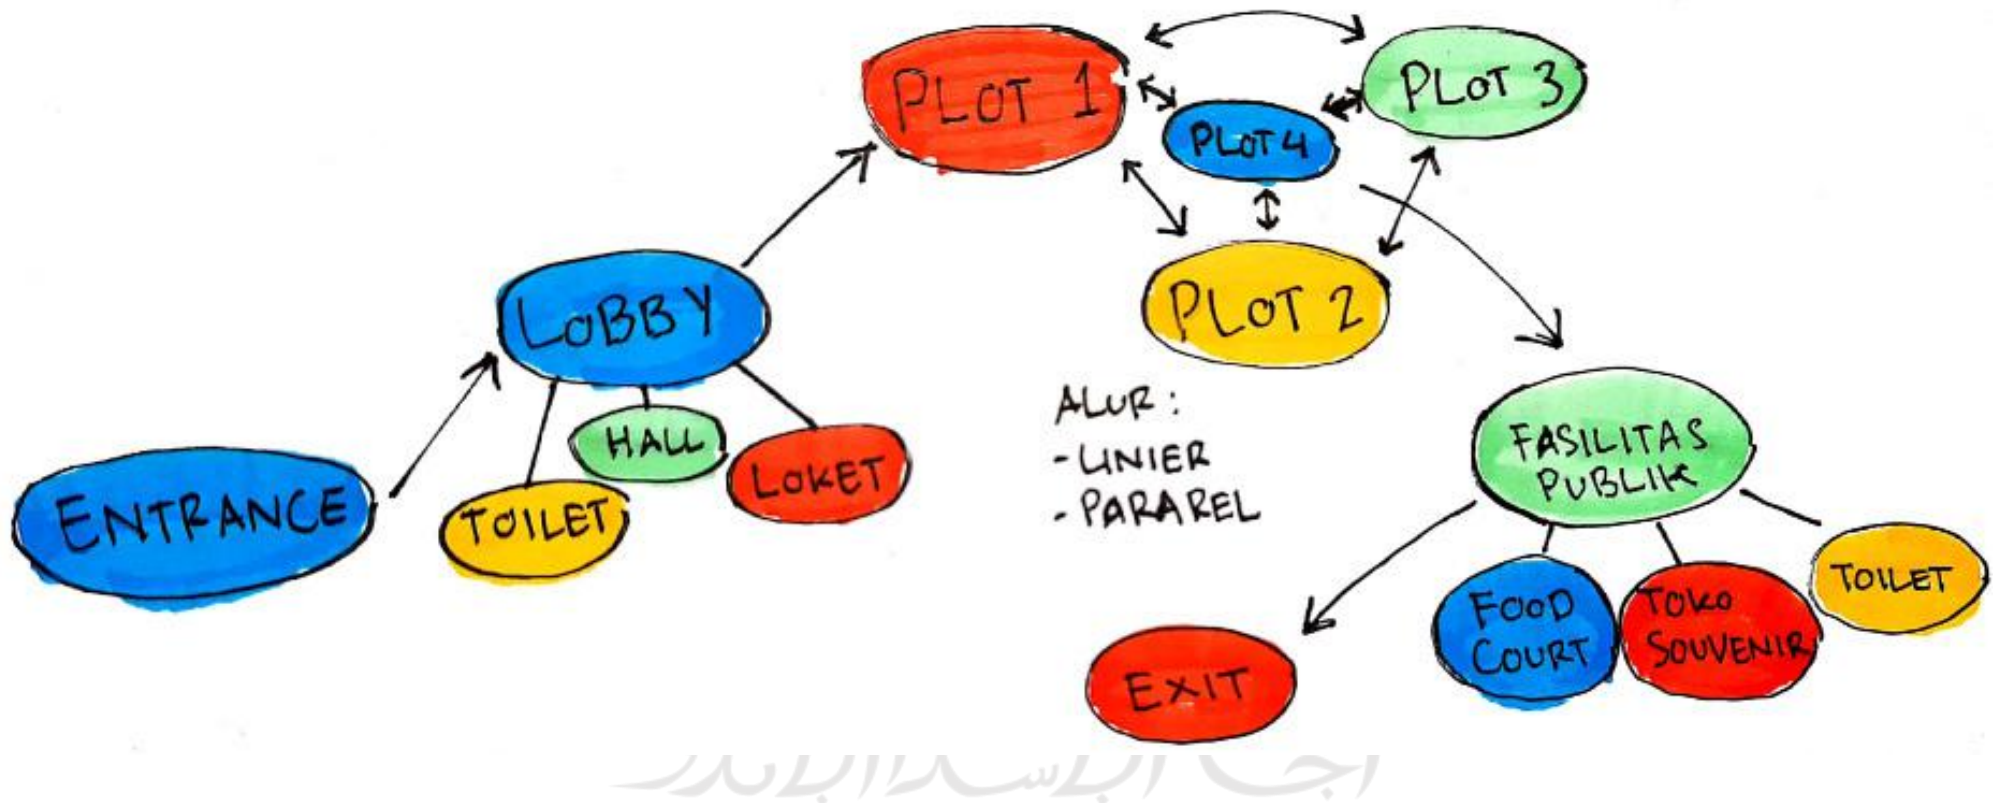 PLOT 1
PLOT 3
PLOT 4
PLOT 2
LOBBY
ENTRANCE
TOILET
HALL
LOKET
ALUR :
- LINIER
- PARAREL
FASILITAS
PUBLIK
FOOD
COURT
TOKO
SOUVENIR
TOILET
EXIT